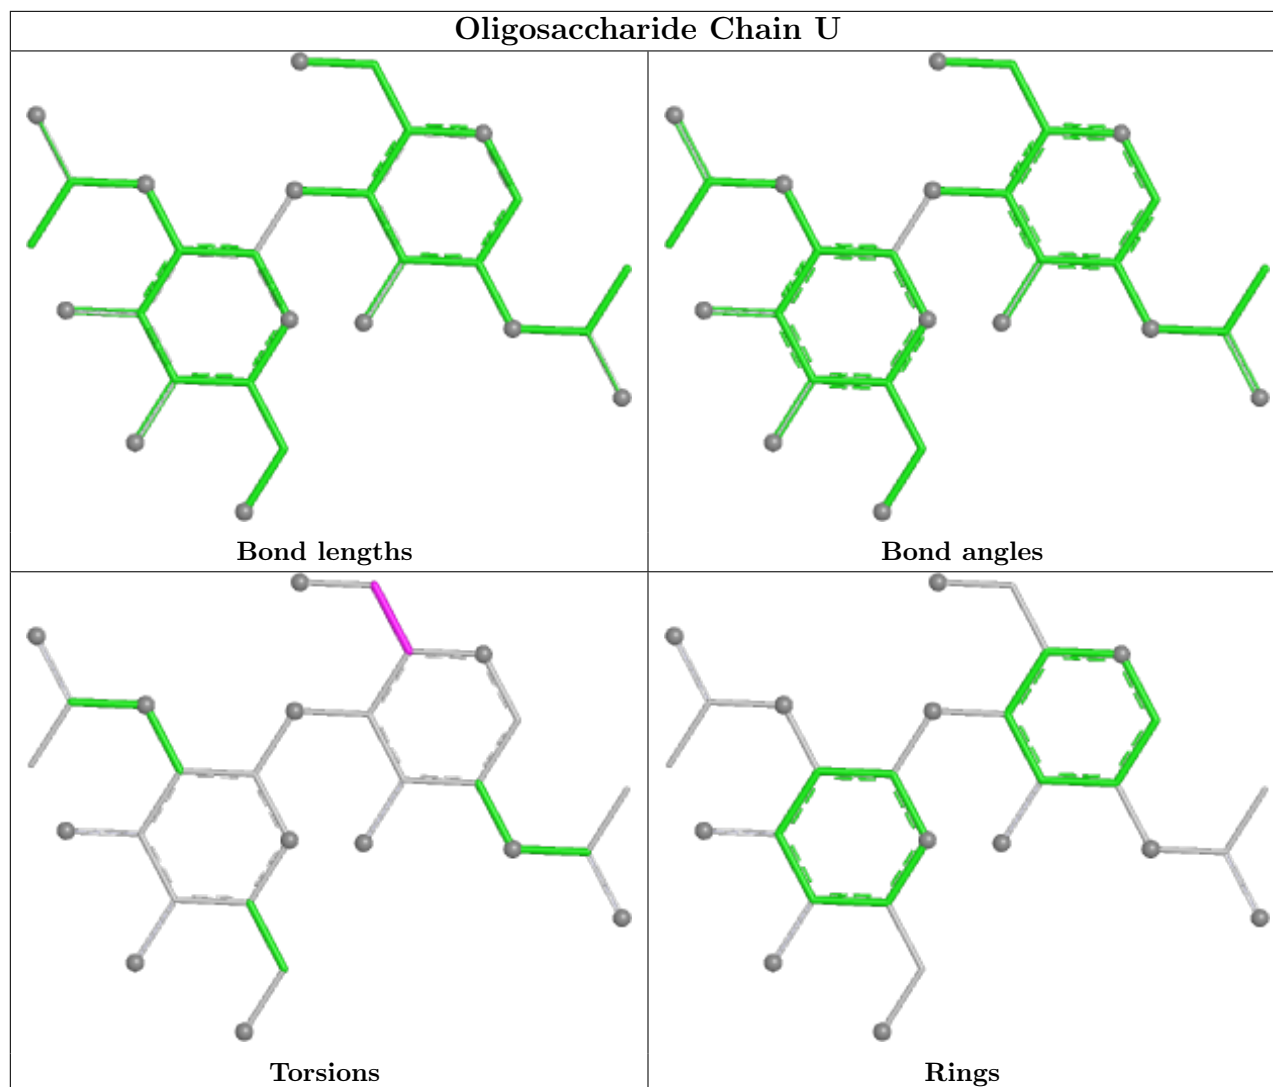 Oligosaccharide Chain U
Bond lengths
Bond angles
Torsions
Rings